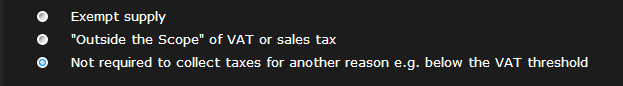 Exempt supply
"Outside the Scope" of VAT or sales tax
Not required to collect taxes for another reason e.g. below the VAT threshold